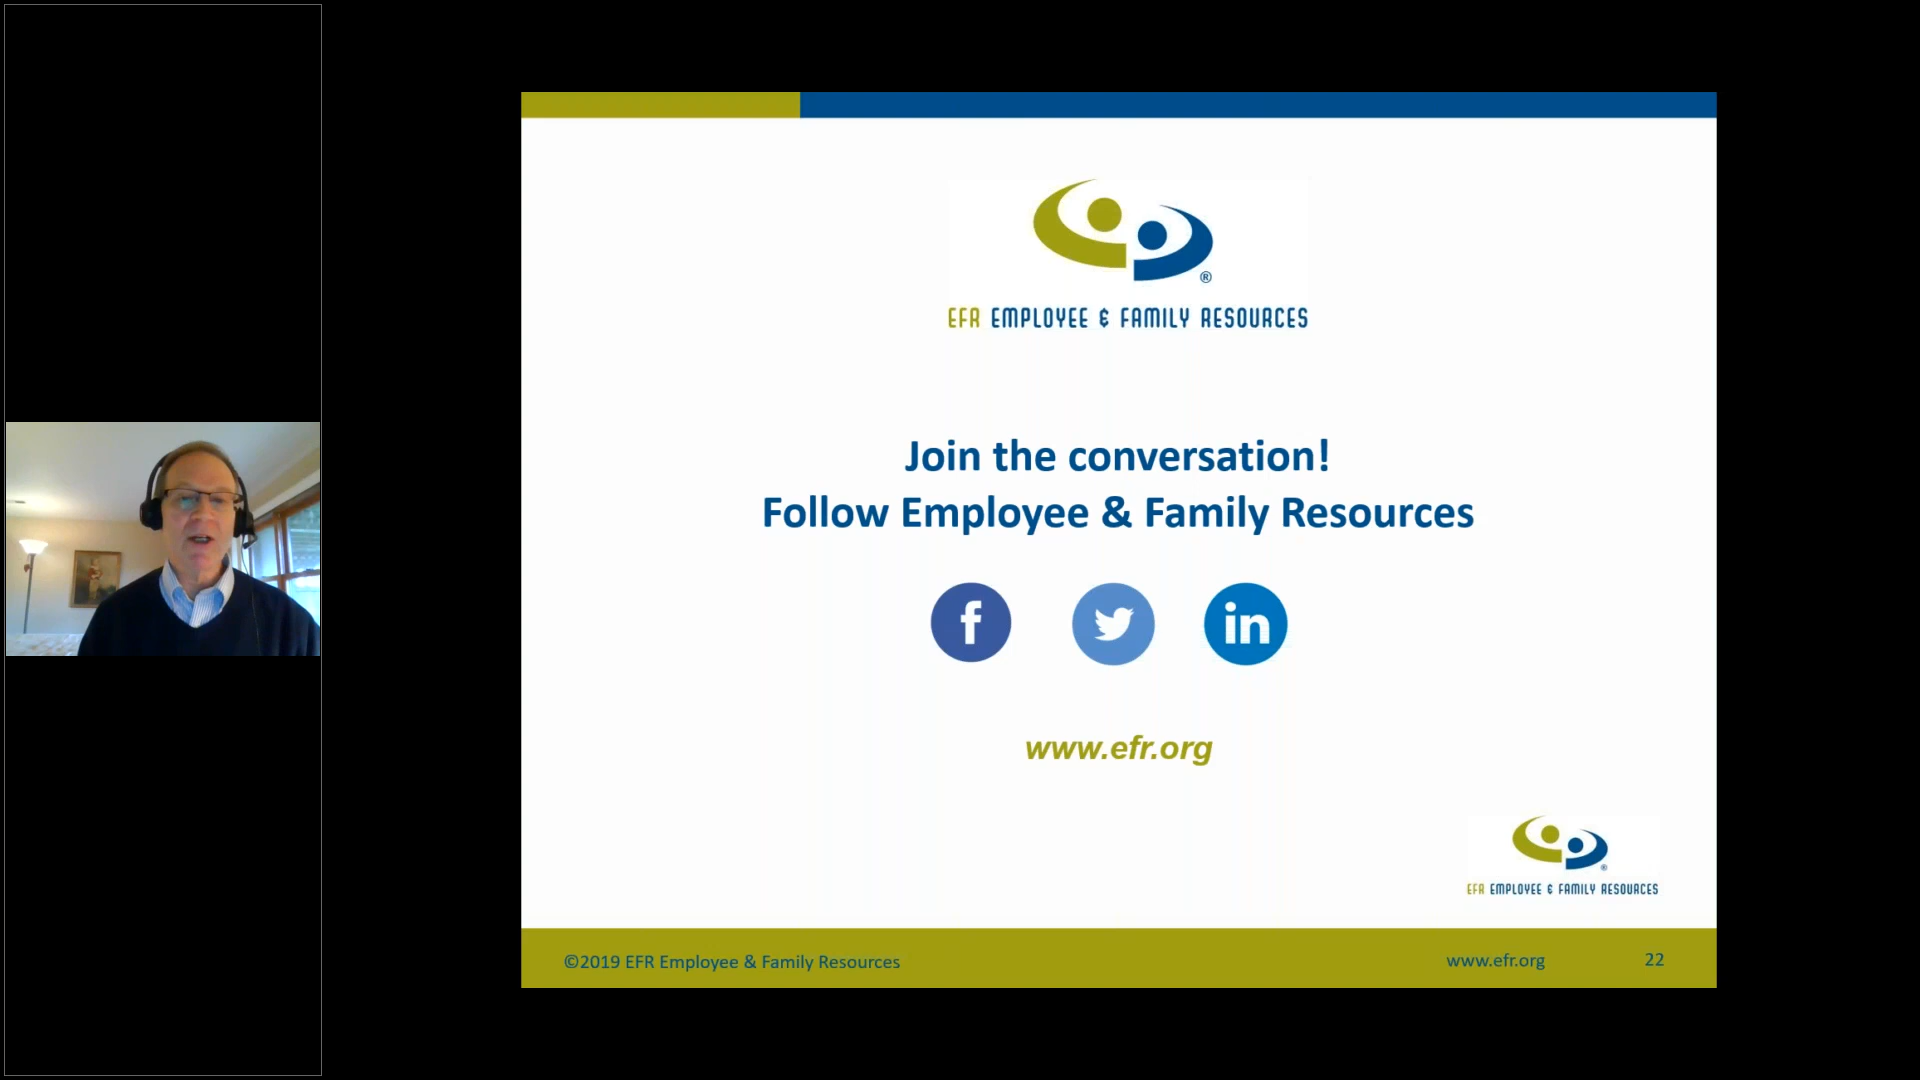 ®
EFR EMPLOYEE & FAMILY RESOURCES
Join the conversation!
Follow Employee & Family Resources
f
in
www.efr.org
®
EFR EMPLOYEE & FAMILY RESOURCES
©2019 EFR Employee & Family Resources
www.efr.org
22